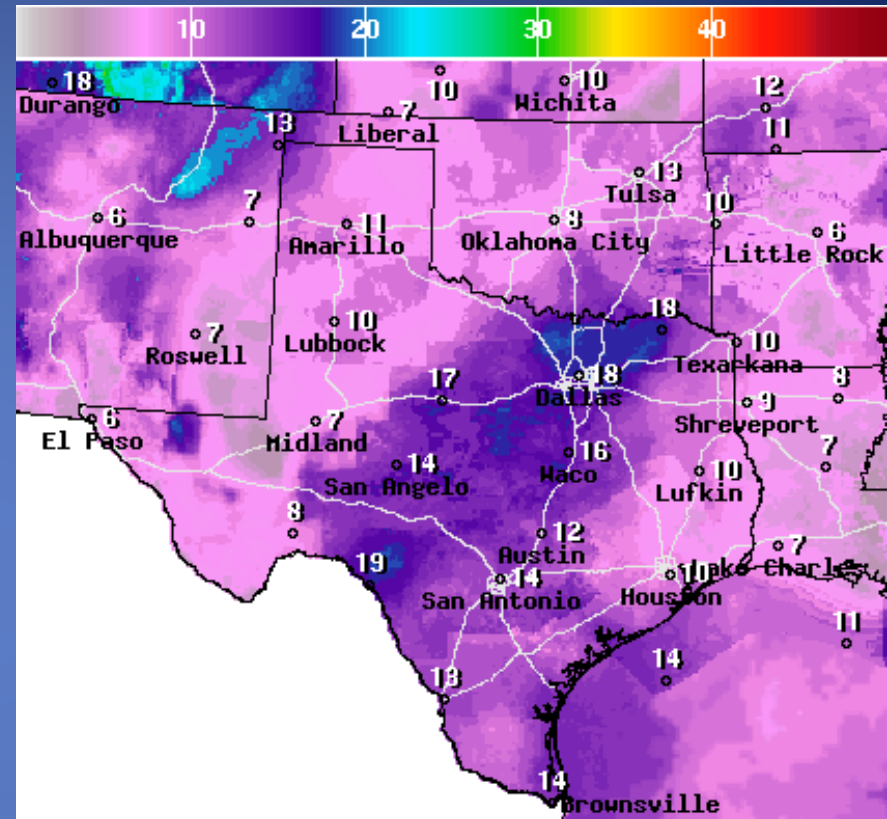 10 20 30 40
18 10 10 12
Durango Wichita
7
Liberal
13 11
13
Tulsa
6 7 11 8 10 6
Albuquerque Amarillo Oklahoma City Little Rock
7 10 18 10
Roswell Lubbock Texarkana
17 18 9 8
Dallas
6 7 Shreveport
El Paso Midland
14 16 10 7
San Angelo Waco Lufkin
8 12 7
Austin
19 14 10 Lake Charles
San Antonio Houston
11
14
13
14
Brownsville